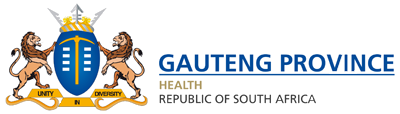 UNITY
IN
DIVERSITY
GAUTENG PROVINCE
HEALTH
REPUBLIC OF SOUTH AFRICA